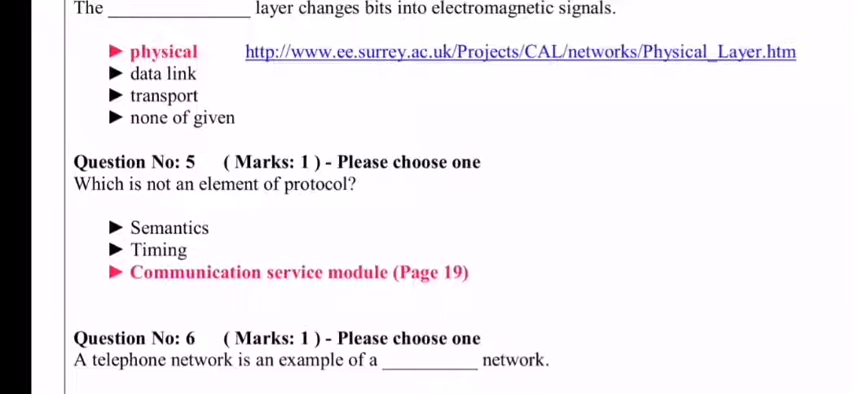 The _______________ layer changes bits into electromagnetic signals.
► physical http://www.ee.surrey.ac.uk/Projects/CAL/networks/Physical_Layer.htm
► data link
► transport
► none of given
Question No: 5 ( Marks: 1 ) - Please choose one
Which is not an element of protocol?
► Semantics
► Timing
► Communication service module (Page 19)
Question No: 6 ( Marks: 1 ) - Please choose one
A telephone network is an example of a __________ network.